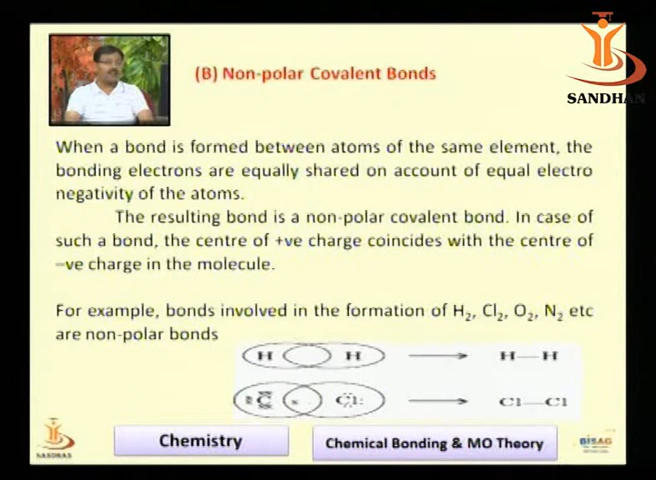 SANDHAN
(B) Non-polar Covalent Bonds
When a bond is formed between atoms of the same element, the
bonding electrons are equally shared on account of equal electro
negativity of the atoms.
The resulting bond is a non-polar covalent bond. In case of
such a bond, the centre of +ve charge coincides with the centre of
–ve charge in the molecule.
For example, bonds involved in the formation of H₂, Cl₂, O₂, N₂ etc
are non-polar bonds
H H → H—H
Cl: → Cl—Cl
SANDHAN
Chemistry
Chemical Bonding & MO Theory
BISAG